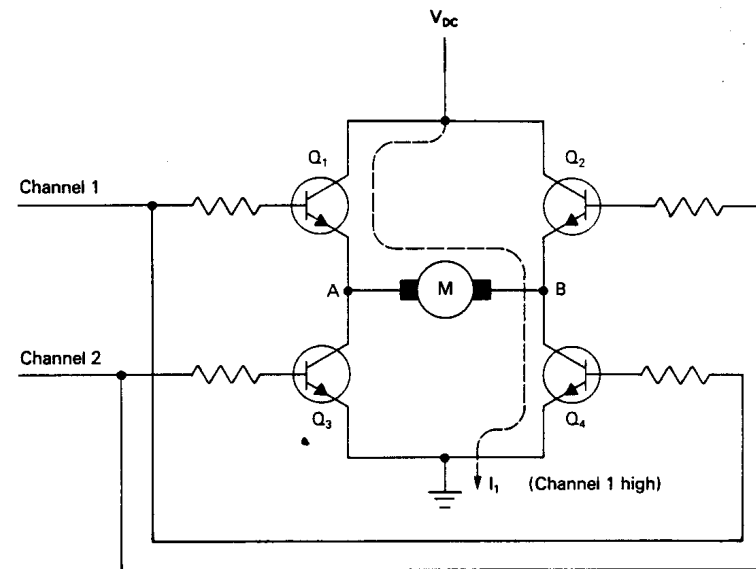 V_DC
Q₁
Q₂
Channel 1
A
M
B
Channel 2
Q₃
Q₄
I₁ (Channel 1 high)